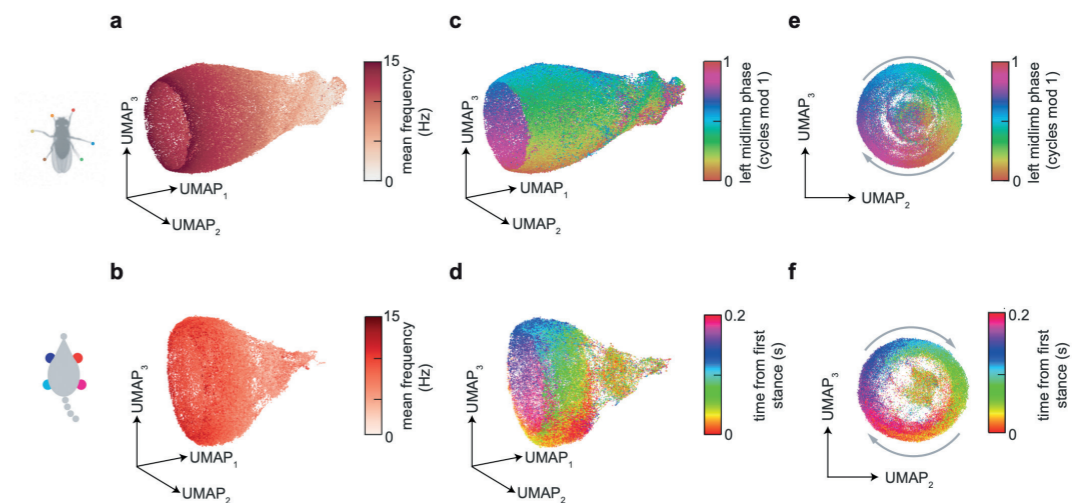 a
UMAP3
UMAP1
UMAP2
15
0
mean frequency
(Hz)
c
UMAP3
UMAP1
UMAP2
1
0
left midlimb phase
(cycles mod 1)
e
UMAP3
UMAP2
1
0
left midlimb phase
(cycles mod 1)
b
UMAP3
UMAP1
UMAP2
15
0
mean frequency
(Hz)
d
UMAP3
UMAP1
UMAP2
0.2
0
time from first
stance (s)
f
UMAP3
UMAP2
0.2
0
time from first
stance (s)